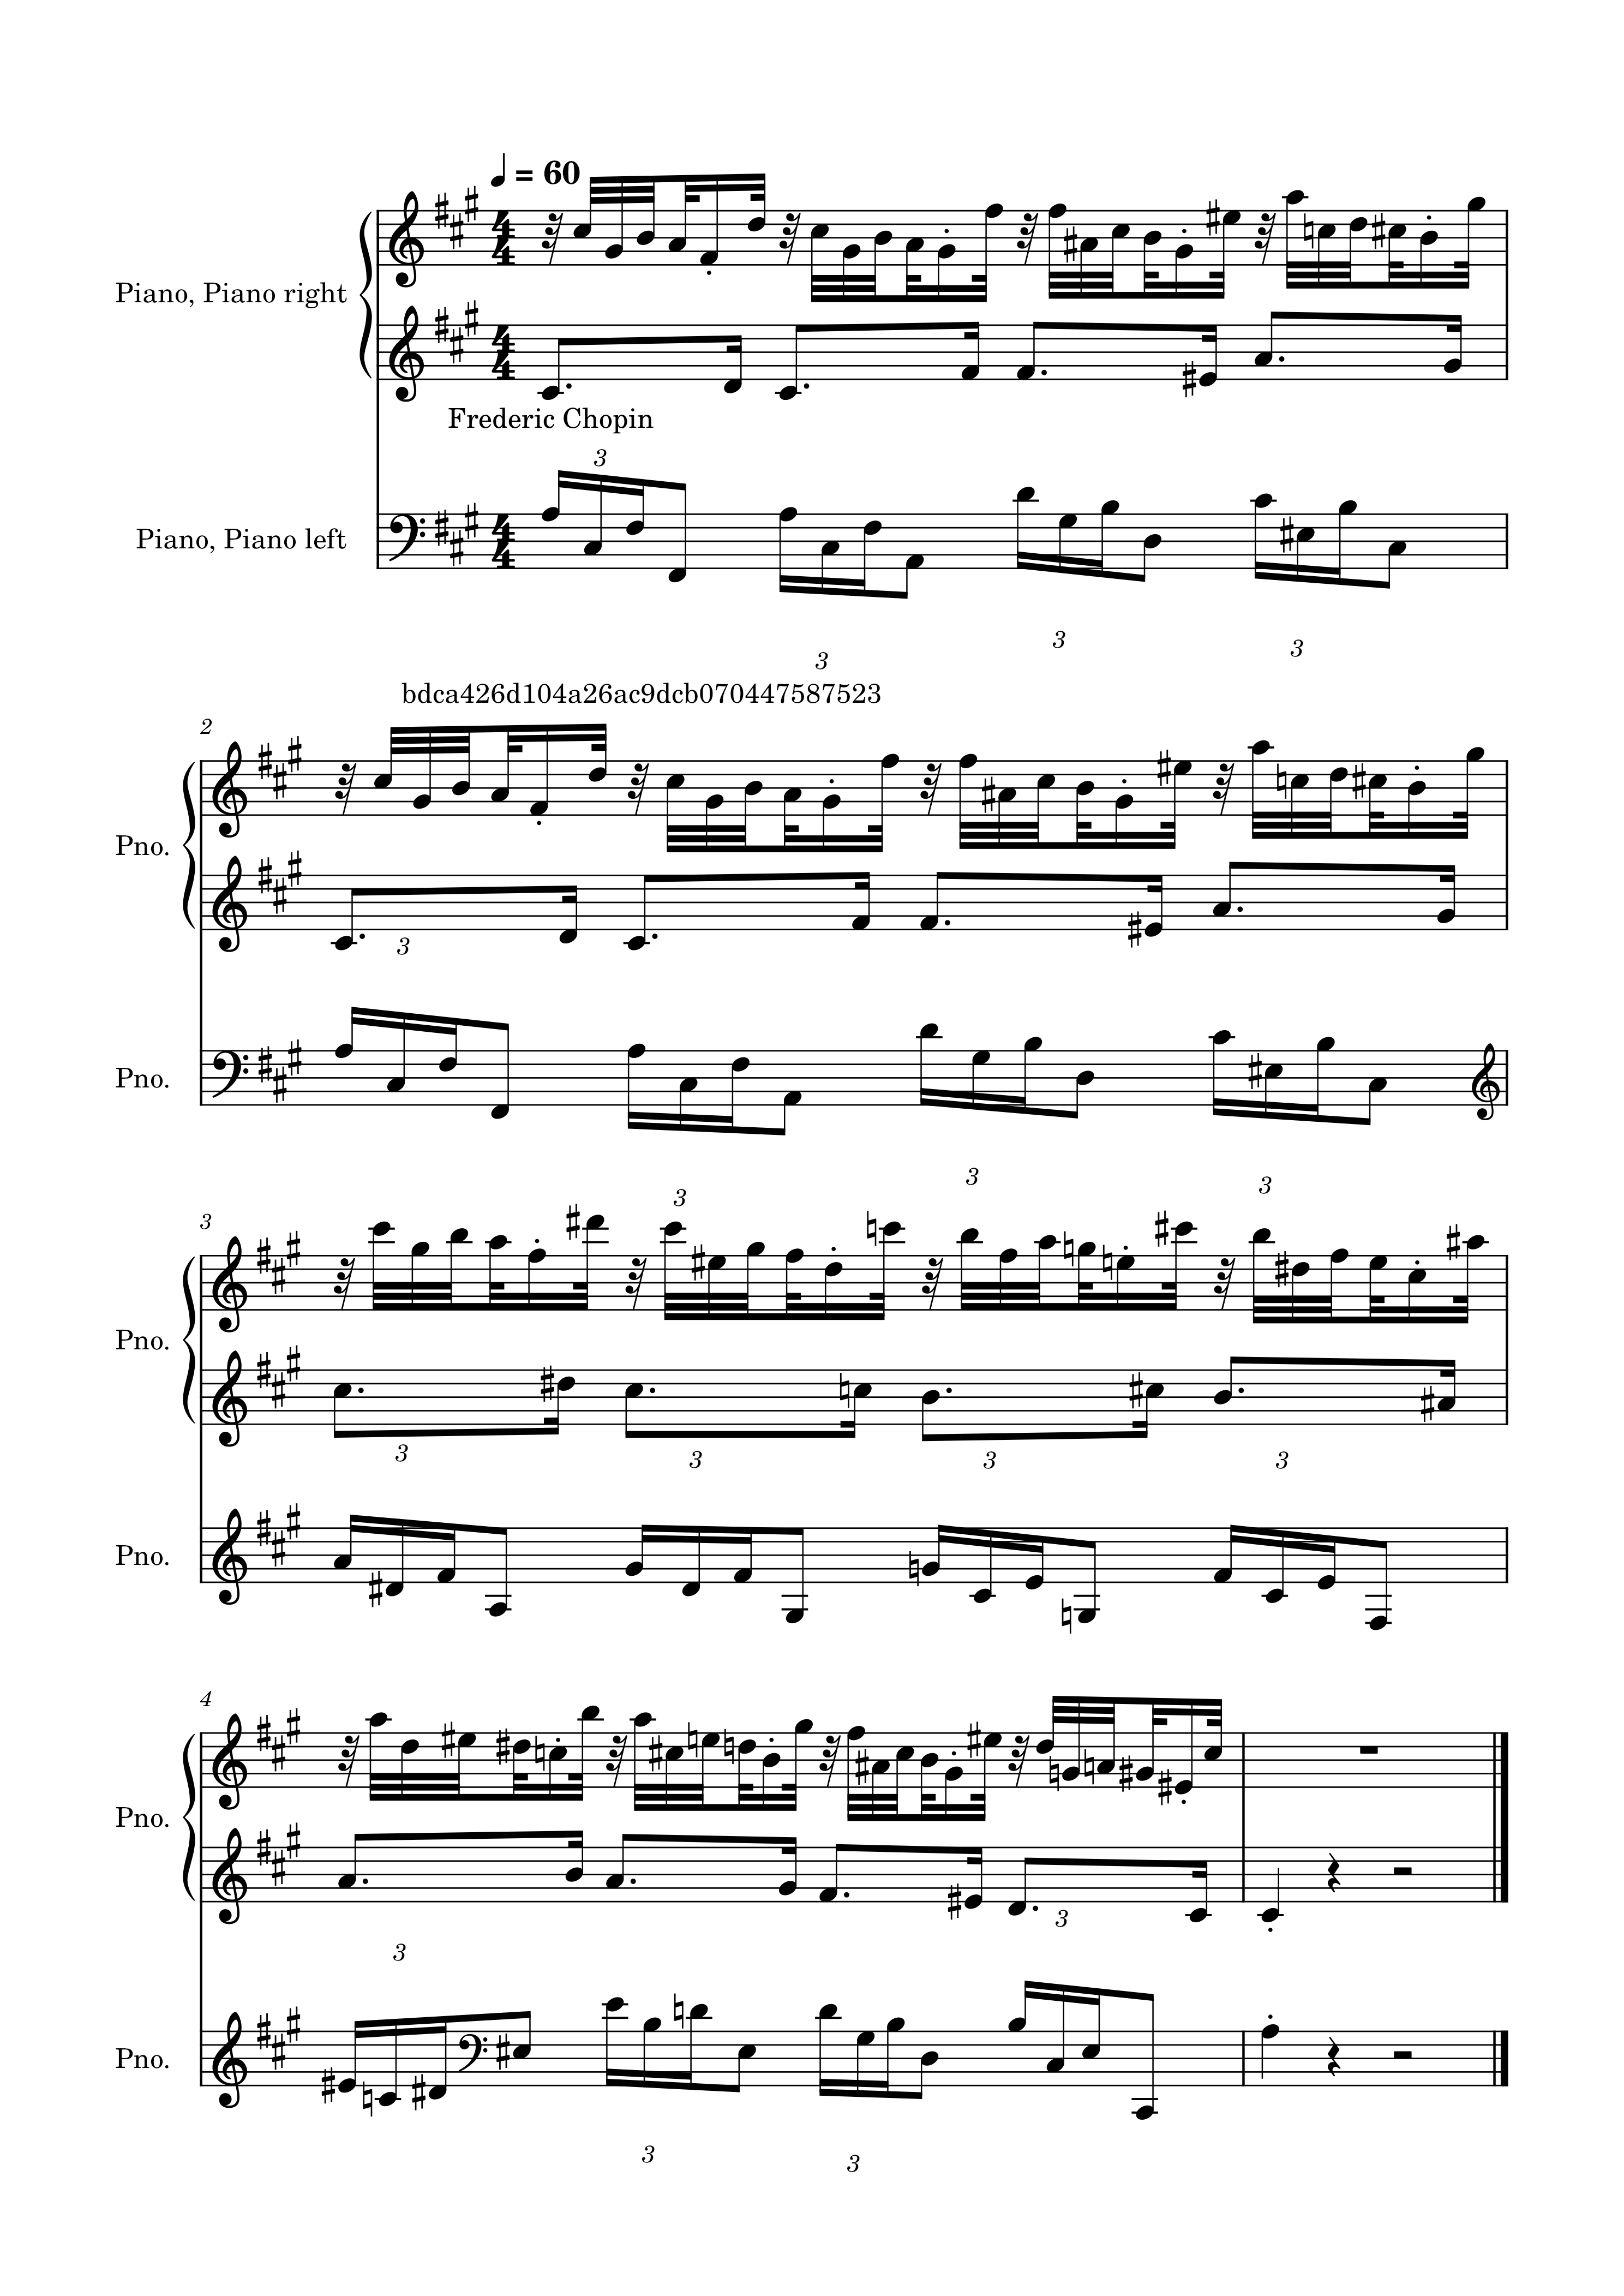 ♩ = 60
Piano, Piano right
Frederic Chopin
3
Piano, Piano left
3
3
3
bdca426d104a26ac9dcb070447587523
2
Pno.
3
Pno.
3
3
3
3
Pno.
3
3
3
3
Pno.
4
Pno.
3
3
Pno.
3
3